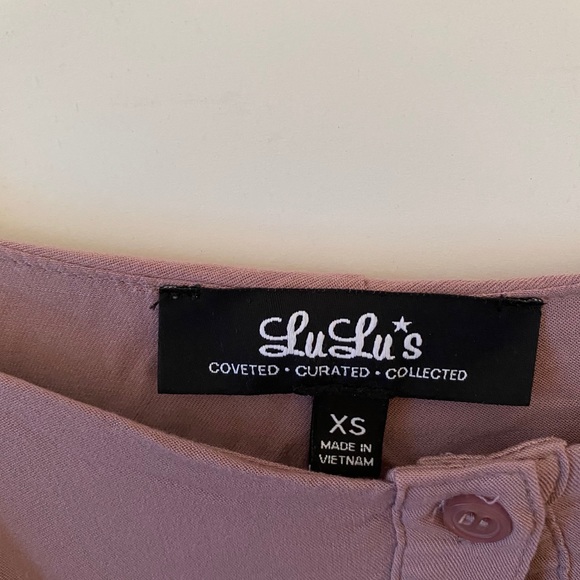 LuLu's
COVETED • CURATED • COLLECTED
XS
MADE IN
VIETNAM